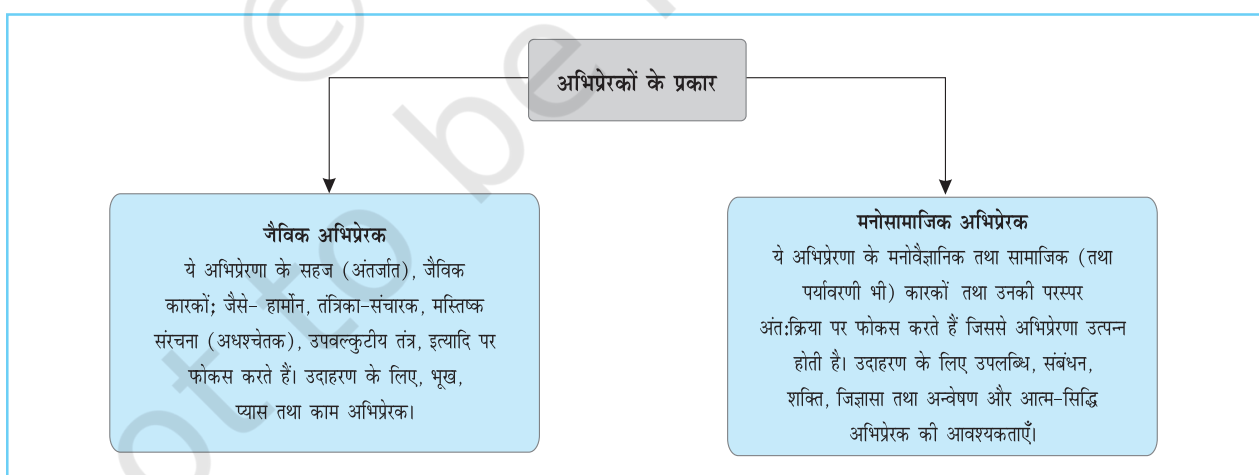 अभिप्रेरकों के प्रकार
जैविक अभिप्रेरक
ये अभिप्रेरणा के सहज (अंतर्जात), जैविक
कारकों; जैसे- हार्मोन, तंत्रिका-संचारक, मस्तिष्क
संरचना (अधश्चेतक), उपवल्कुटीय तंत्र, इत्यादि पर
फोकस करते हैं। उदाहरण के लिए, भूख,
प्यास तथा काम अभिप्रेरक।
मनोसामाजिक अभिप्रेरक
ये अभिप्रेरणा के मनोवैज्ञानिक तथा सामाजिक (तथा
पर्यावरणी भी) कारकों तथा उनकी परस्पर
अंत:क्रिया पर फोकस करते हैं जिससे अभिप्रेरणा उत्पन्न
होती है। उदाहरण के लिए उपलब्धि, संबंधन,
शक्ति, जिज्ञासा तथा अन्वेषण और आत्म-सिद्धि
अभिप्रेरक की आवश्यकताएँ।
© not to be